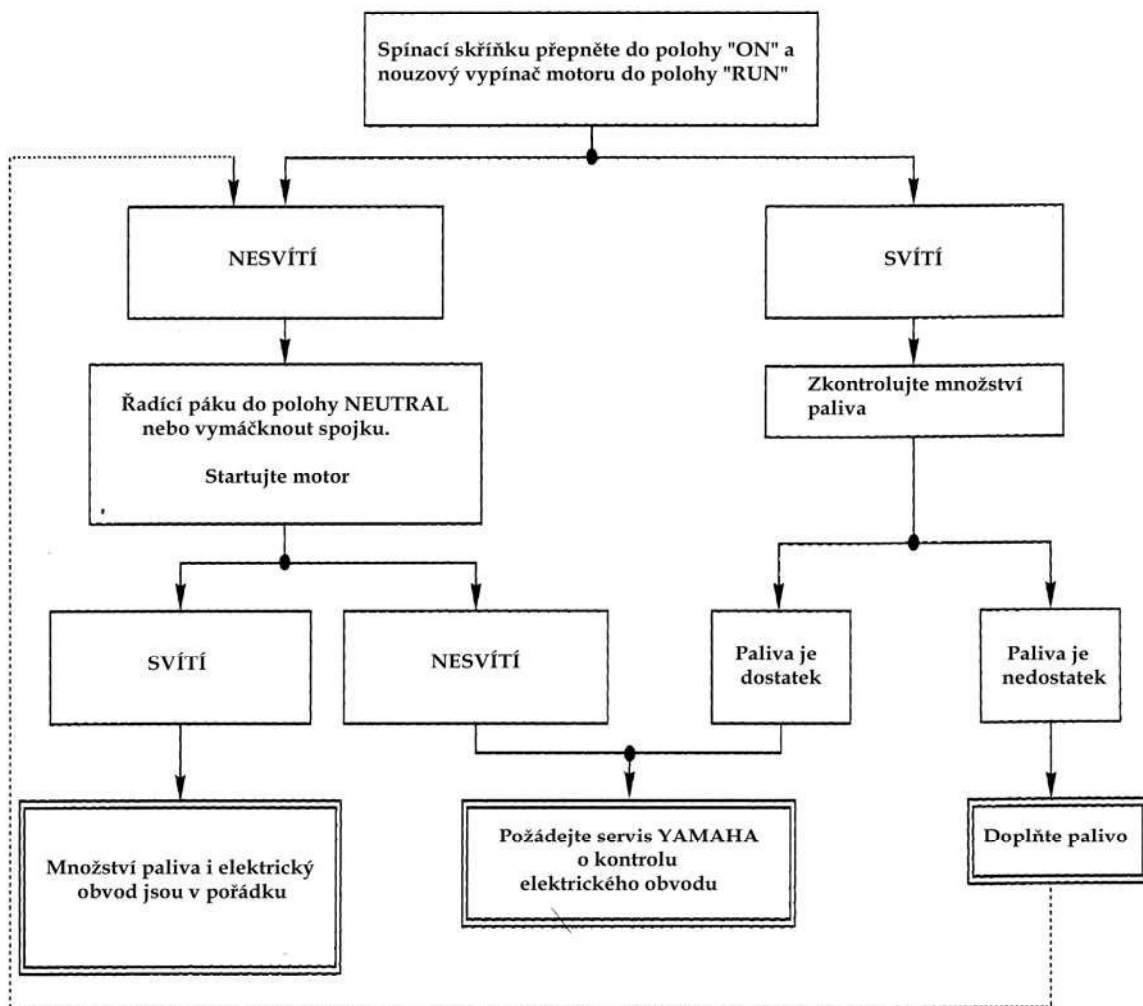 Spínací skříňku přepněte do polohy "ON" a
nouzový vypínač motoru do polohy "RUN"
NESVÍTÍ
SVÍTÍ
Řadící páku do polohy NEUTRAL
nebo vymáčknout spojku.
Startujte motor
Zkontrolujte množství
paliva
SVÍTÍ
NESVÍTÍ
Paliva je
dostatek
Paliva je
nedostatek
Množství paliva i elektrický
obvod jsou v pořádku
Požádejte servis YAMAHA
o kontrolu
elektrického obvodu
Doplňte palivo